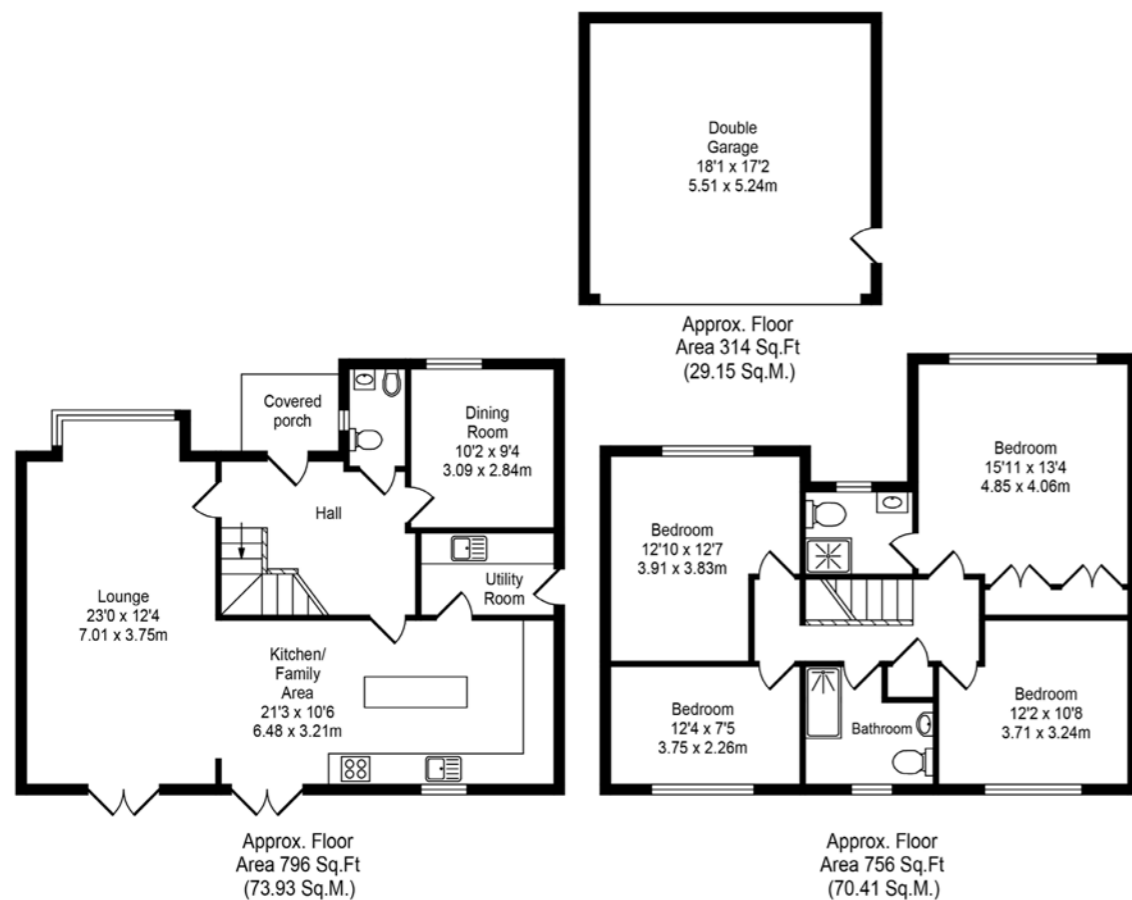 Double
Garage
18'1 x 17'2
5.51 x 5.24m
Approx. Floor
Area 314 Sq.Ft
(29.15 Sq.M.)
Covered
porch
Dining
Room
10'2 x 9'4
3.09 x 2.84m
Hall
Utility
Room
Lounge
23'0 x 12'4
7.01 x 3.75m
Kitchen/
Family
Area
21'3 x 10'6
6.48 x 3.21m
Approx. Floor
Area 796 Sq.Ft
(73.93 Sq.M.)
Bedroom
15'11 x 13'4
4.85 x 4.06m
Bedroom
12'10 x 12'7
3.91 x 3.83m
Bedroom
12'4 x 7'5
3.75 x 2.26m
Bathroom
Bedroom
12'2 x 10'8
3.71 x 3.24m
Approx. Floor
Area 756 Sq.Ft
(70.41 Sq.M.)